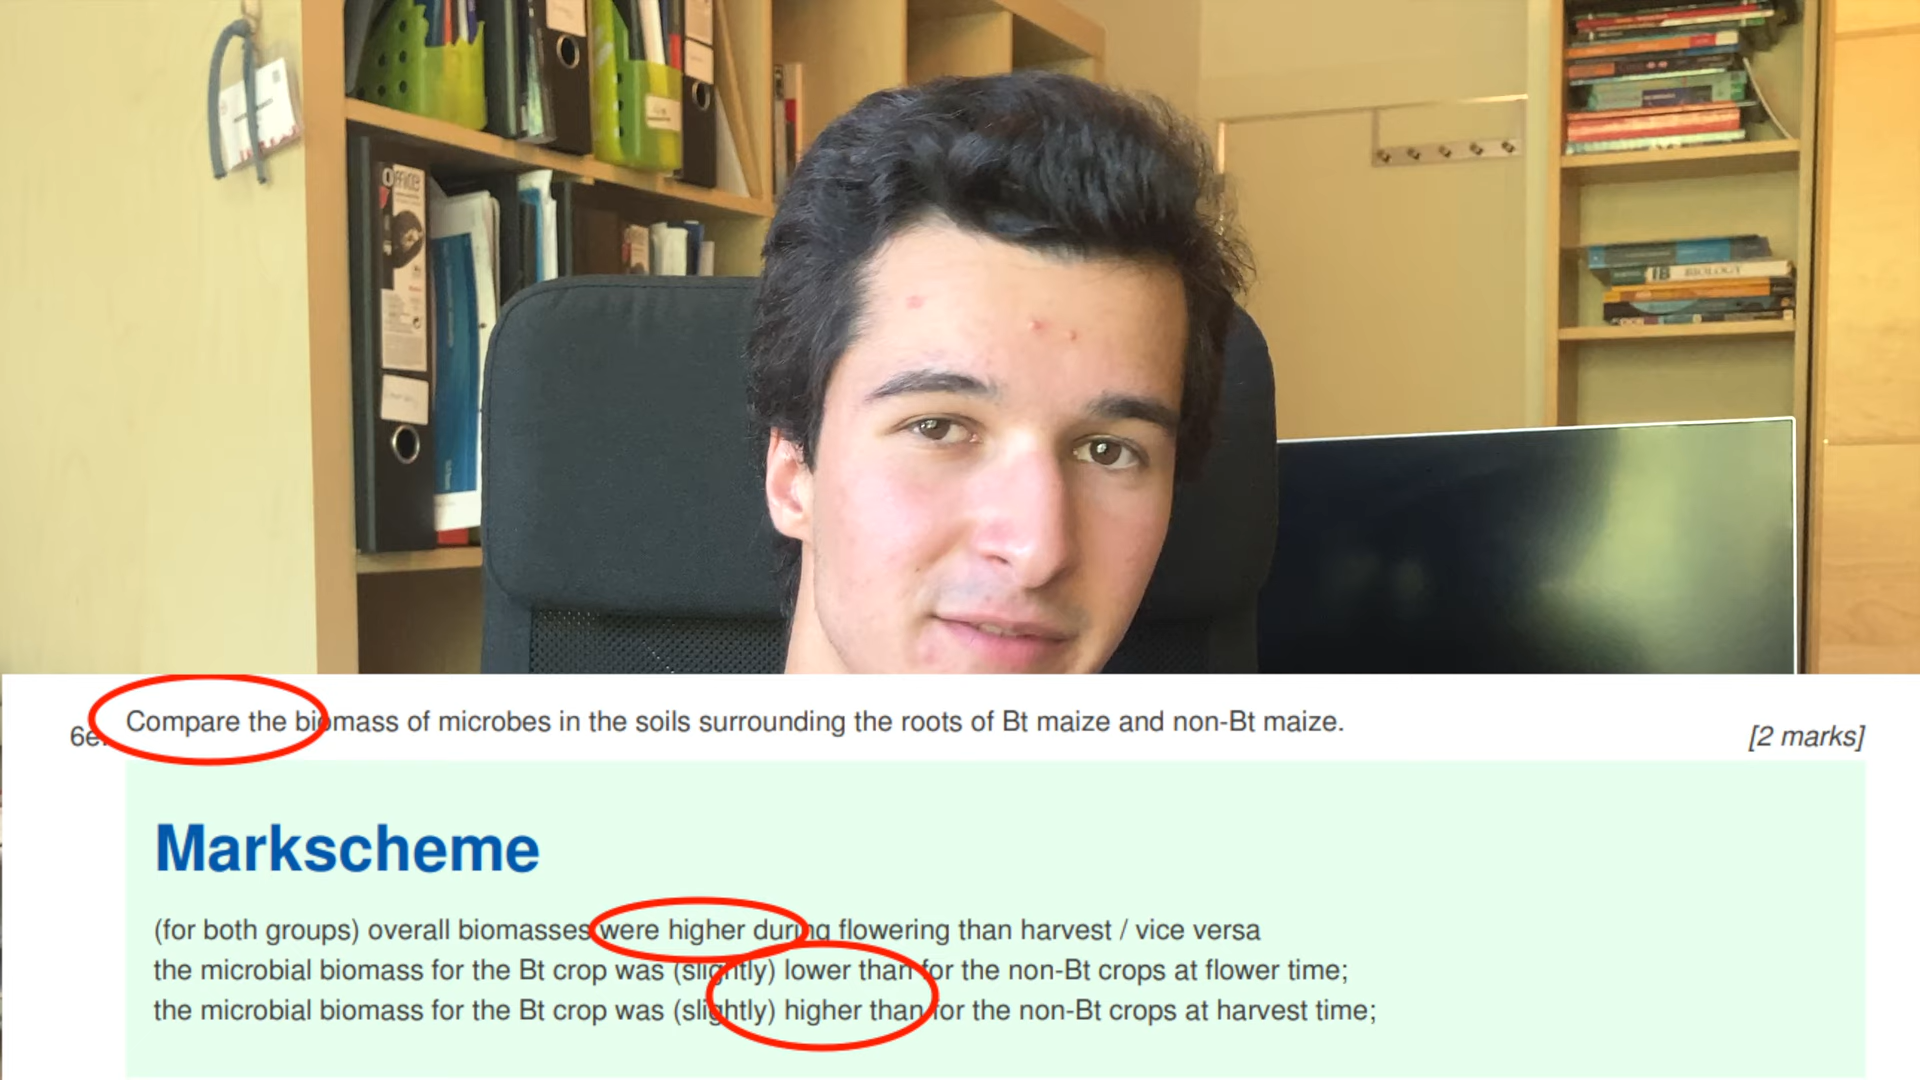 OFFICE
IB BIOLOGY
Compare the biomass of microbes in the soils surrounding the roots of Bt maize and non-Bt maize.
6e.
[2 marks]
Markscheme
(for both groups) overall biomasses were higher during flowering than harvest / vice versa
the microbial biomass for the Bt crop was (slightly) lower than for the non-Bt crops at flower time;
the microbial biomass for the Bt crop was (slightly) higher than for the non-Bt crops at harvest time;